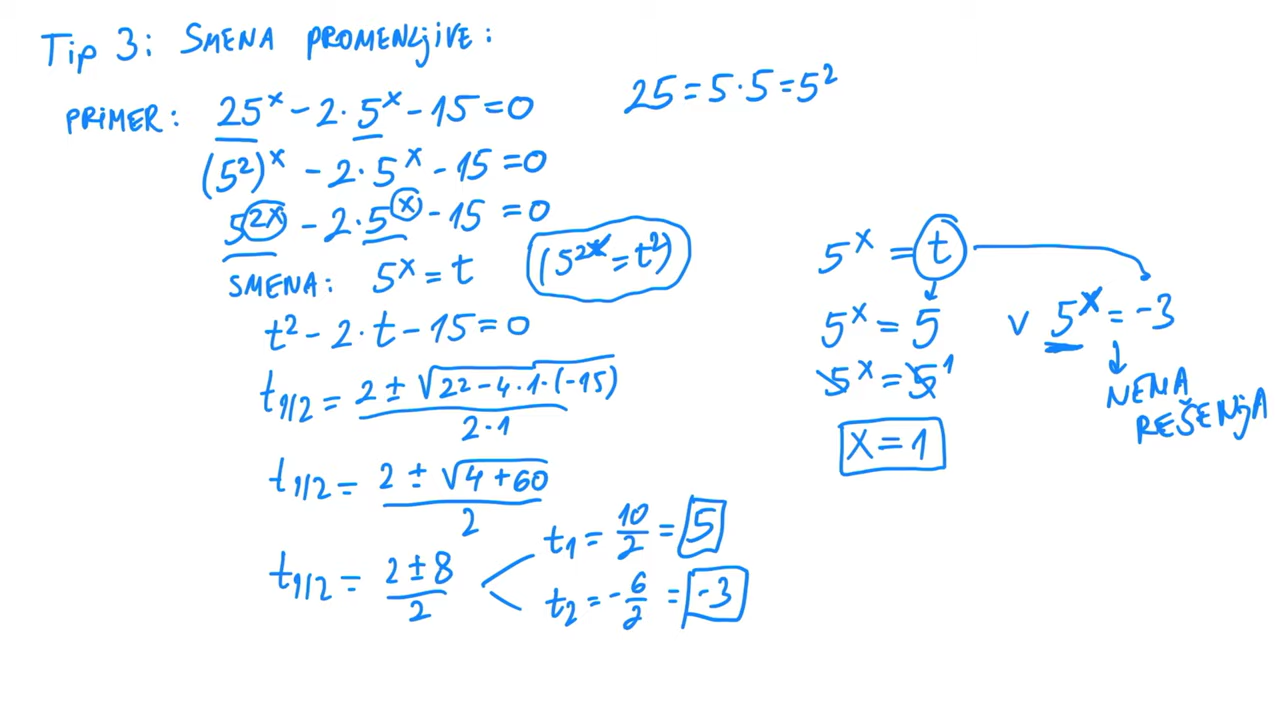 Tip 3: SMENA PROMENLjIVE:
PRIMER: 25ˣ - 2·5ˣ - 15 = 0
25 = 5·5 = 5²
(5²)ˣ - 2·5ˣ - 15 = 0
5²ˣ - 2·5ˣ - 15 = 0
SMENA: 5ˣ = t (5²ˣ = t²)
t² - 2·t - 15 = 0
t₁/₂ = (2 ± √(22 - 4·1·(-15))) / (2·1)
t₁/₂ = (2 ± √(4 + 60)) / 2
t₁/₂ = (2 ± 8) / 2
t₁ = 10/2 = 5
t₂ = -6/2 = -3
5ˣ = t
5ˣ = 5 v 5ˣ = -3
5ˣ = 5¹
NEMA
REŠENjA
x = 1